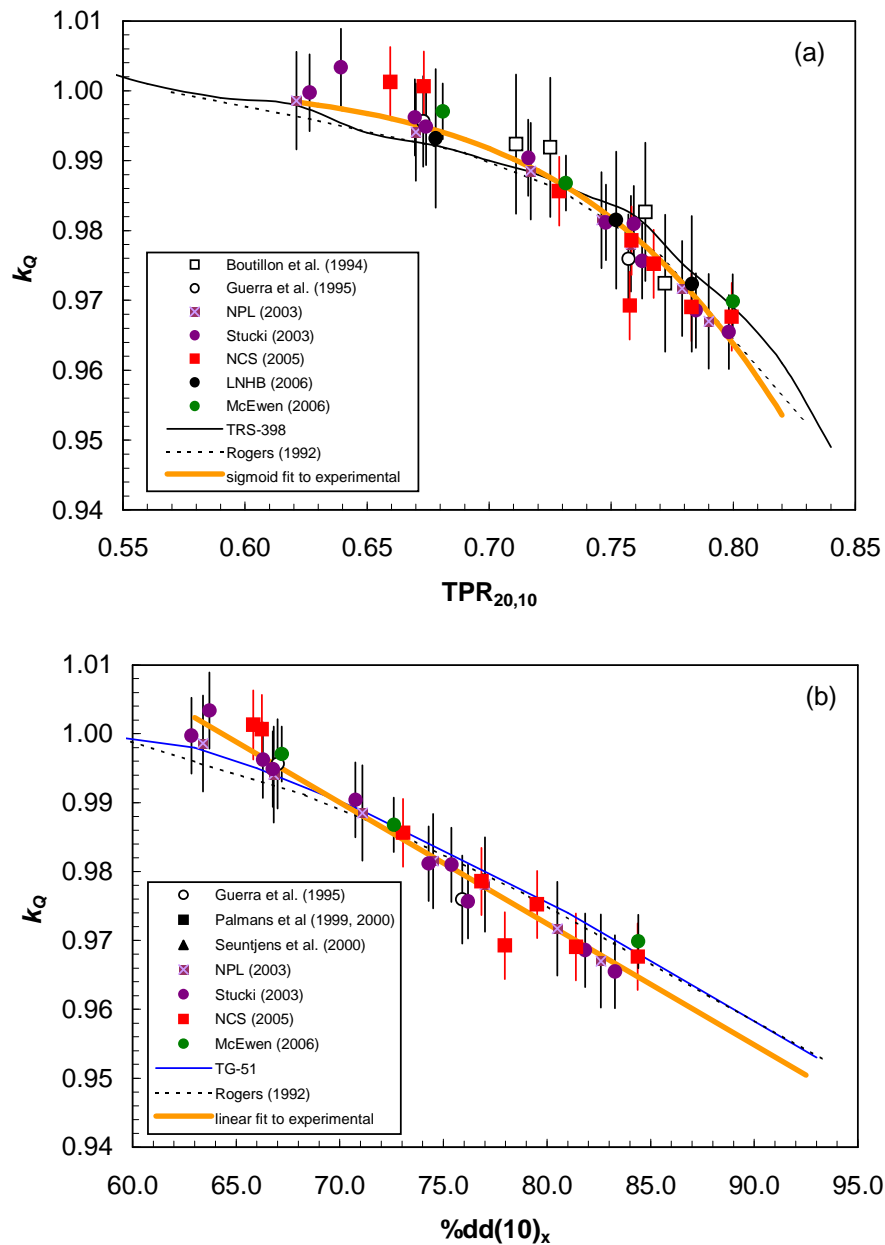 1.01
(a)
1.00
0.99
0.98
0.97
0.96
0.95
0.94
kQ
Boutillon et al. (1994)
Guerra et al. (1995)
NPL (2003)
Stucki (2003)
NCS (2005)
LNHB (2006)
McEwen (2006)
TRS-398
Rogers (1992)
sigmoid fit to experimental
0.55 0.60 0.65 0.70 0.75 0.80 0.85
TPR20,10
1.01
(b)
1.00
0.99
0.98
0.97
0.96
0.95
0.94
kQ
Guerra et al. (1995)
Palmans et al (1999, 2000)
Seuntjens et al. (2000)
NPL (2003)
Stucki (2003)
NCS (2005)
McEwen (2006)
TG-51
Rogers (1992)
linear fit to experimental
60.0 65.0 70.0 75.0 80.0 85.0 90.0 95.0
%dd(10)x